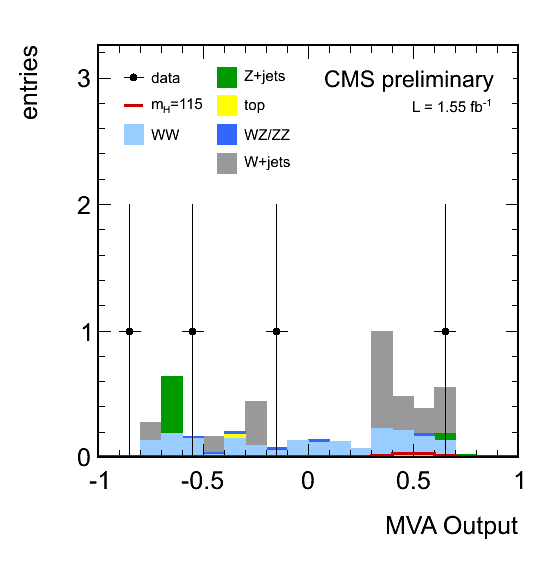 entries
3
2
1
0
data
m_H=115
WW
Z+jets
top
WZ/ZZ
W+jets
CMS preliminary
L = 1.55 fb⁻¹
-1
-0.5
0
0.5
1
MVA Output